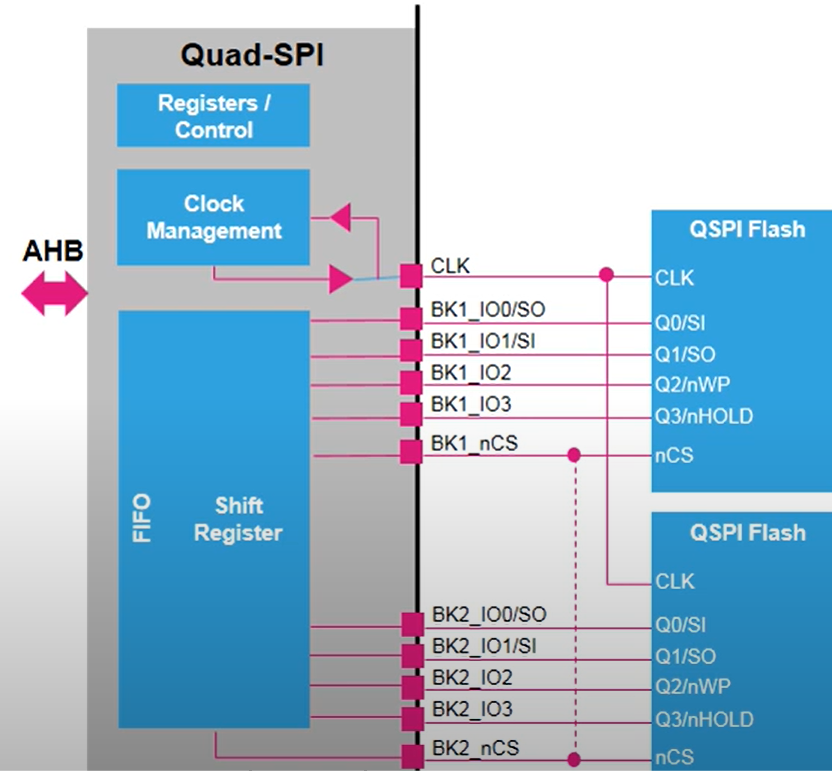 Quad-SPI
Registers /
Control
Clock
Management
AHB
FIFO
Shift
Register
CLK
BK1_IO0/SO
BK1_IO1/SI
BK1_IO2
BK1_IO3
BK1_nCS
BK2_IO0/SO
BK2_IO1/SI
BK2_IO2
BK2_IO3
BK2_nCS
QSPI Flash
CLK
Q0/SI
Q1/SO
Q2/nWP
Q3/nHOLD
nCS
QSPI Flash
CLK
Q0/SI
Q1/SO
Q2/nWP
Q3/nHOLD
nCS